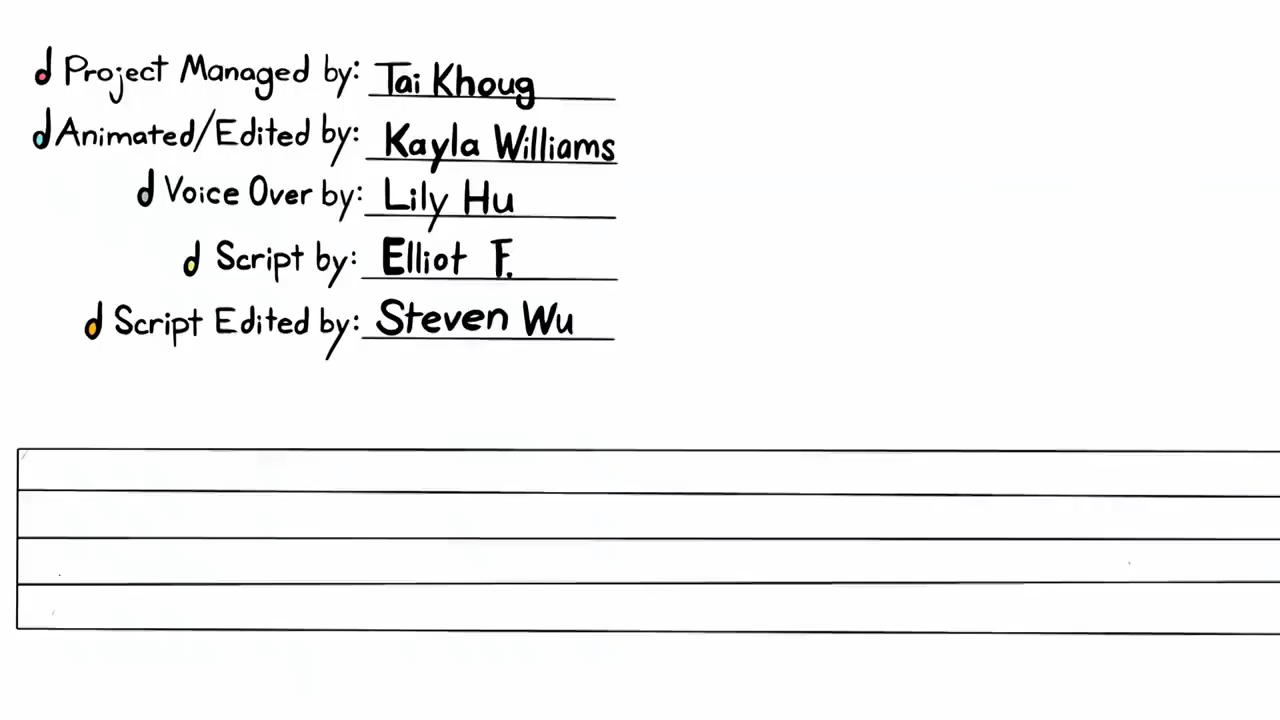 Project Managed by: Tai Khoug
Animated/Edited by: Kayla Williams
Voice Over by: Lily Hu
Script by: Elliot F.
Script Edited by: Steven Wu